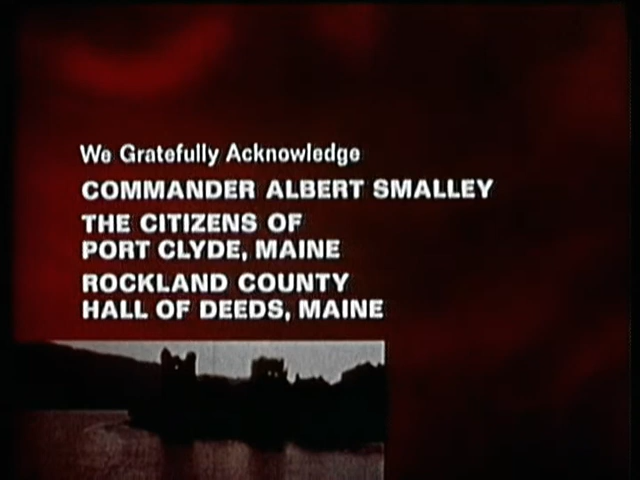 We Gratefully Acknowledge
COMMANDER ALBERT SMALLEY
THE CITIZENS OF
PORT CLYDE, MAINE
ROCKLAND COUNTY
HALL OF DEEDS, MAINE